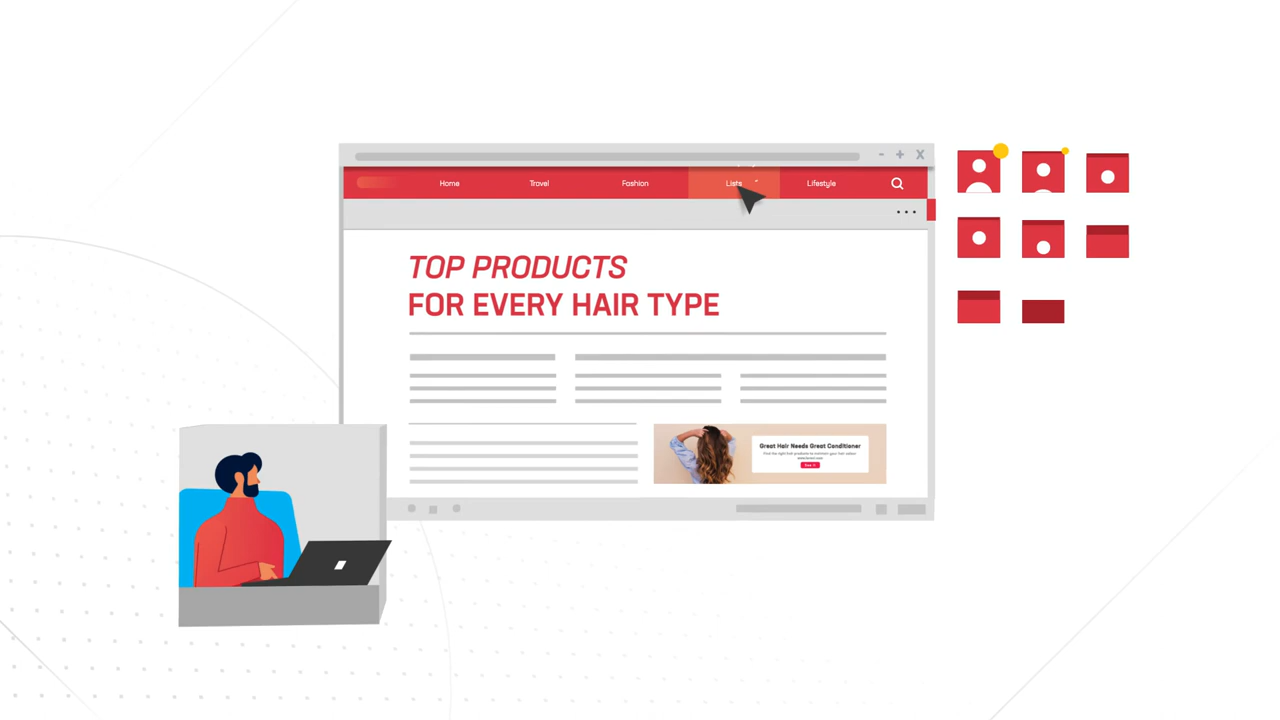 Home Travel Fashion Lists Lifestyle
TOP PRODUCTS
FOR EVERY HAIR TYPE
Great Hair Needs Great Conditioner